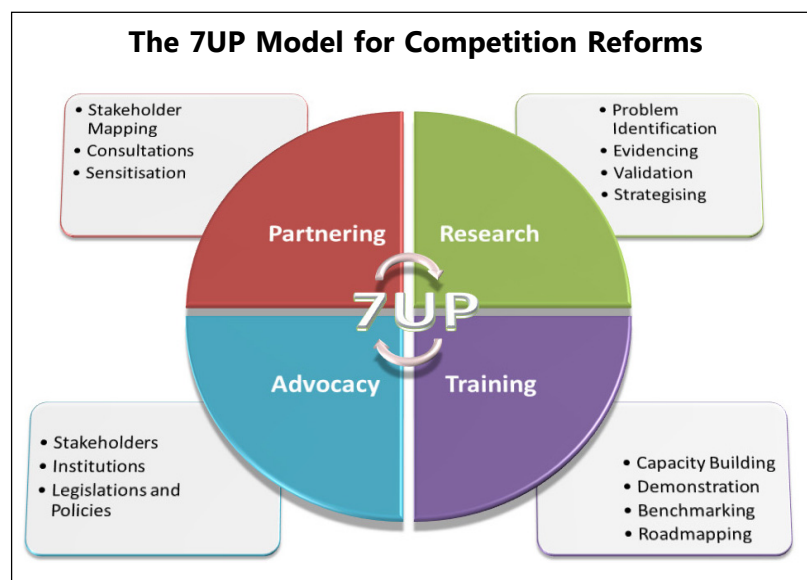 The 7UP Model for Competition Reforms
• Stakeholder
Mapping
• Consultations
• Sensitisation
• Problem
Identification
• Evidencing
• Validation
• Strategising
Partnering
Research
7UP
Advocacy
Training
• Stakeholders
• Institutions
• Legislations and
Policies
• Capacity Building
• Demonstration
• Benchmarking
• Roadmapping